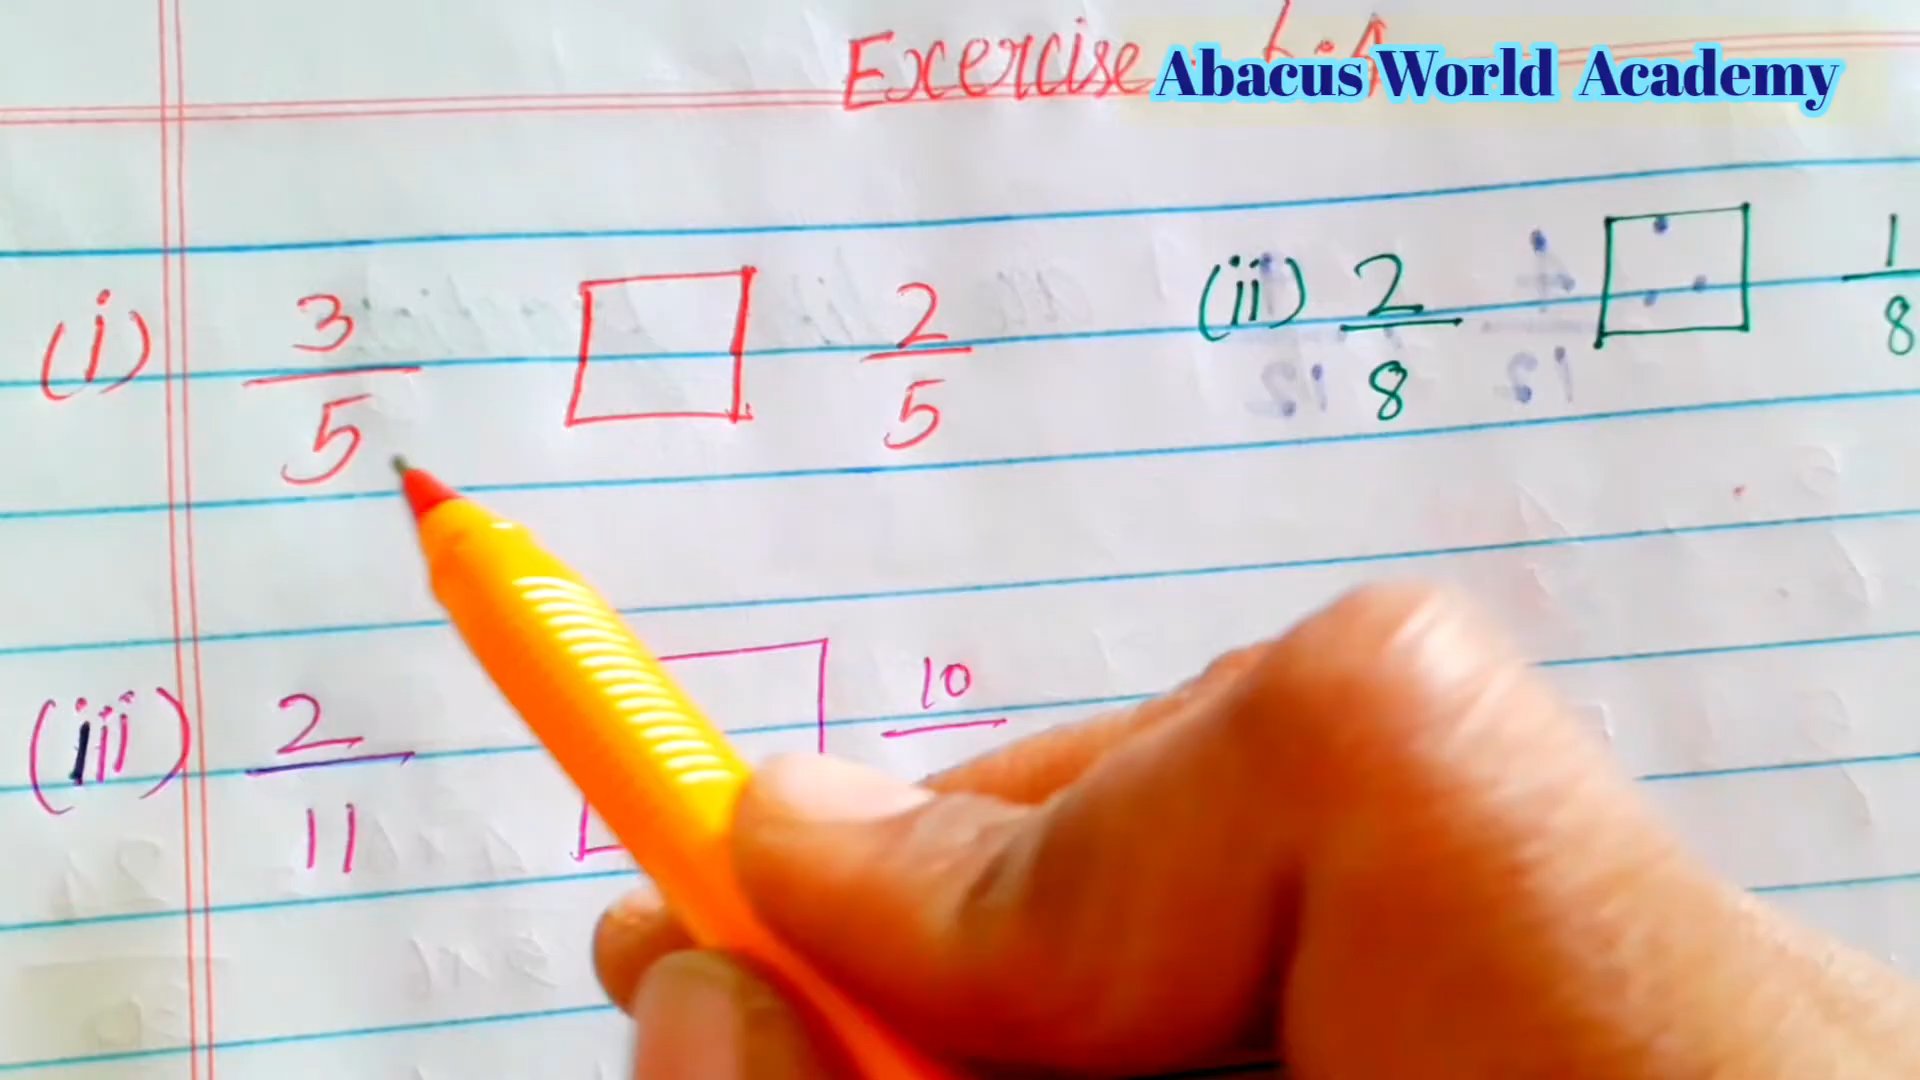 Exercise
Abacus World Academy
(i) 3/5 2/5 (ii) 2/8 1/8
(iii) 2/11 10